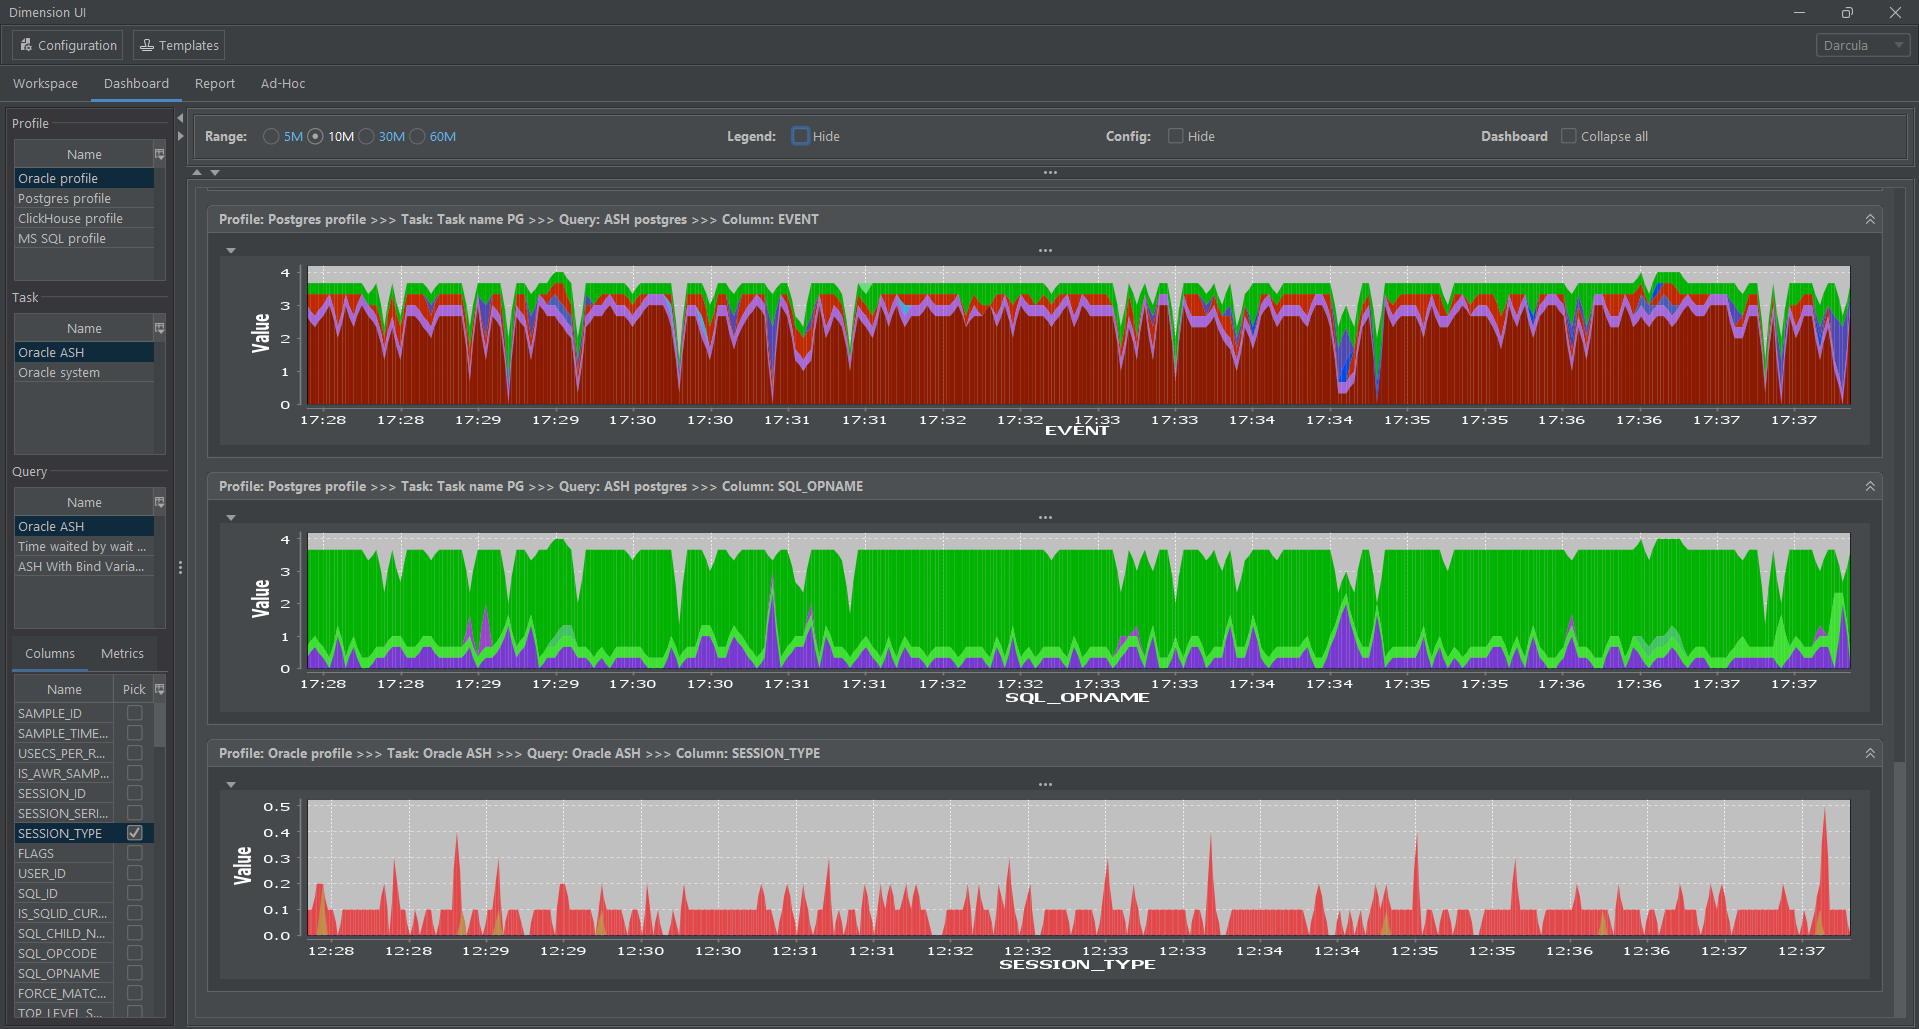 Dimension UI
Configuration Templates Darcula
Workspace Dashboard Report Ad-Hoc
Profile
Name
Oracle profile
Postgres profile
ClickHouse profile
MS SQL profile
Task
Name
Oracle ASH
Oracle system
Query
Name
Oracle ASH
Time waited by wait ...
ASH With Bind Varia...
Columns Metrics
Name Pick
SAMPLE_ID
SAMPLE_TIME...
USECS_PER_R...
IS_AWR_SAMP...
SESSION_ID
SESSION_SERI...
SESSION_TYPE
FLAGS
USER_ID
SQL_ID
IS_SQLID_CUR...
SQL_CHILD_N...
SQL_OPCODE
SQL_OPNAME
FORCE_MATC...
TOP_LEVEL_S...
Range: 5M 10M 30M 60M Legend: Hide Config: Hide Dashboard Collapse all
Profile: Postgres profile >>> Task: Task name PG >>> Query: ASH postgres >>> Column: EVENT
Value
4
3
2
1
0
17:28 17:28 17:29 17:29 17:30 17:30 17:31 17:31 17:32 17:32 17:33 17:33 17:34 17:34 17:35 17:35 17:36 17:36 17:37 17:37
EVENT
Profile: Postgres profile >>> Task: Task name PG >>> Query: ASH postgres >>> Column: SQL_OPNAME
Value
4
3
2
1
0
17:28 17:28 17:29 17:29 17:30 17:30 17:31 17:31 17:32 17:32 17:33 17:33 17:34 17:34 17:35 17:35 17:36 17:36 17:37 17:37
SQL_OPNAME
Profile: Oracle profile >>> Task: Oracle ASH >>> Query: Oracle ASH >>> Column: SESSION_TYPE
Value
0.5
0.4
0.3
0.2
0.1
0.0
12:28 12:28 12:29 12:29 12:30 12:30 12:31 12:31 12:32 12:32 12:33 12:33 12:34 12:34 12:35 12:35 12:36 12:36 12:37 12:37
SESSION_TYPE